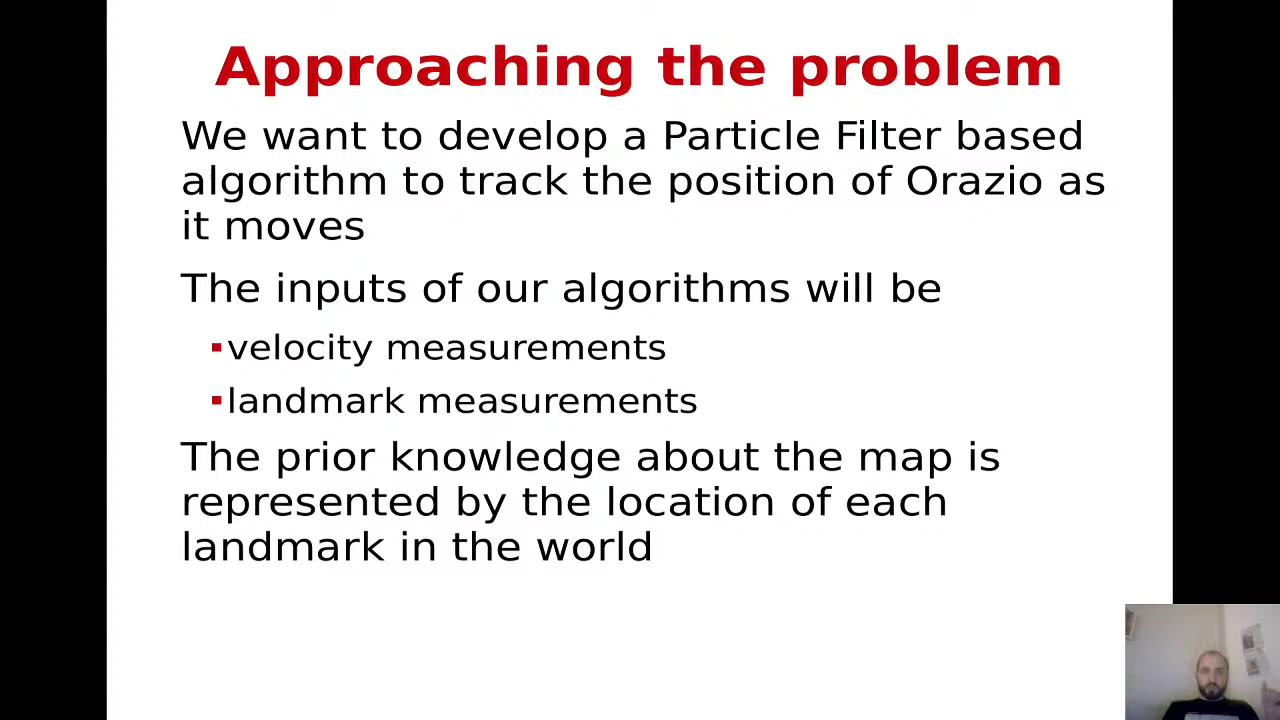 Approaching the problem
We want to develop a Particle Filter based
algorithm to track the position of Orazio as
it moves
The inputs of our algorithms will be
▪velocity measurements
▪landmark measurements
The prior knowledge about the map is
represented by the location of each
landmark in the world